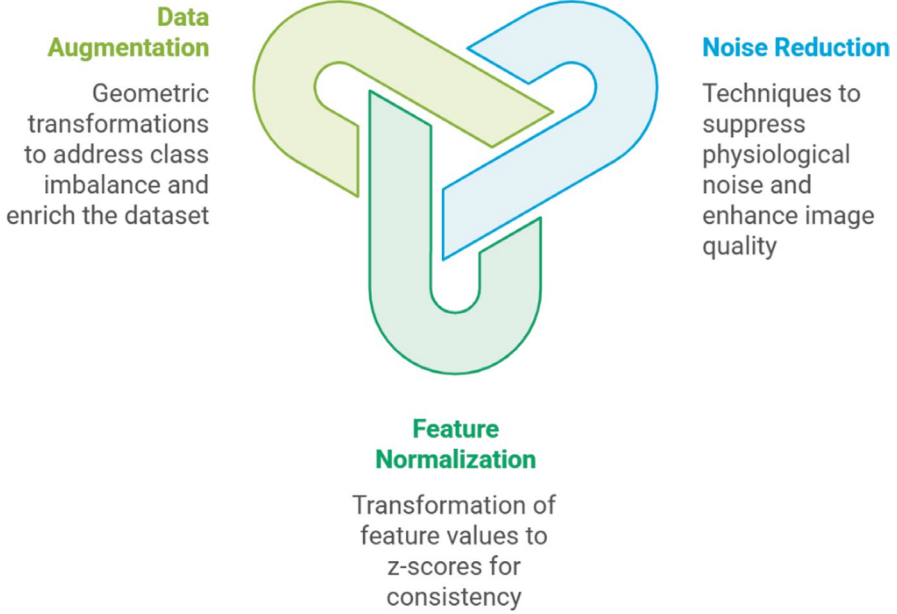 Data
Augmentation
Geometric
transformations
to address class
imbalance and
enrich the dataset
Noise Reduction
Techniques to
suppress
physiological
noise and
enhance image
quality
Feature
Normalization
Transformation of
feature values to
z-scores for
consistency